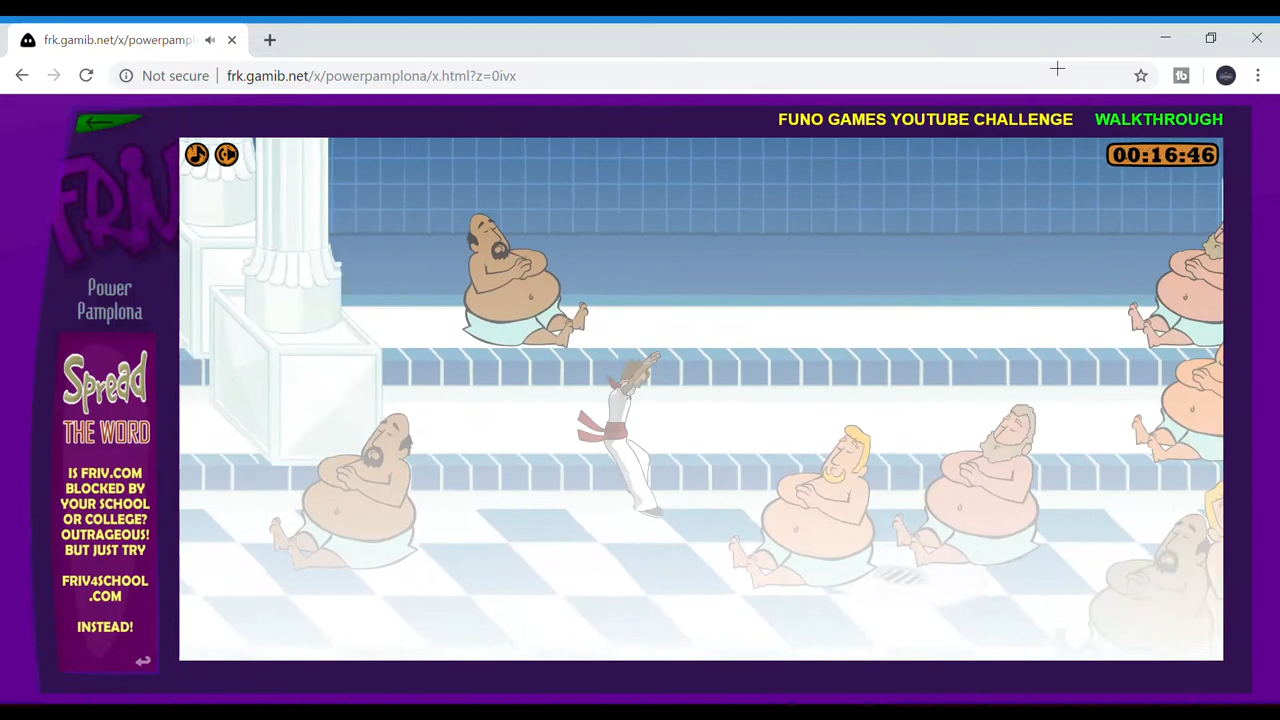 frk.gamib.net/x/powerpampl
Not secure
frk.gamib.net/x/powerpamplona/x.html?z=0ivx
FUNO GAMES YOUTUBE CHALLENGE
WALKTHROUGH
FRIV
00:16:46
Power
Pamplona
Spread
THE WORD
IS FRIV.COM
BLOCKED BY
YOUR SCHOOL
OR COLLEGE?
OUTRAGEOUS!
BUT JUST TRY
FRIV4SCHOOL
.COM
INSTEAD!